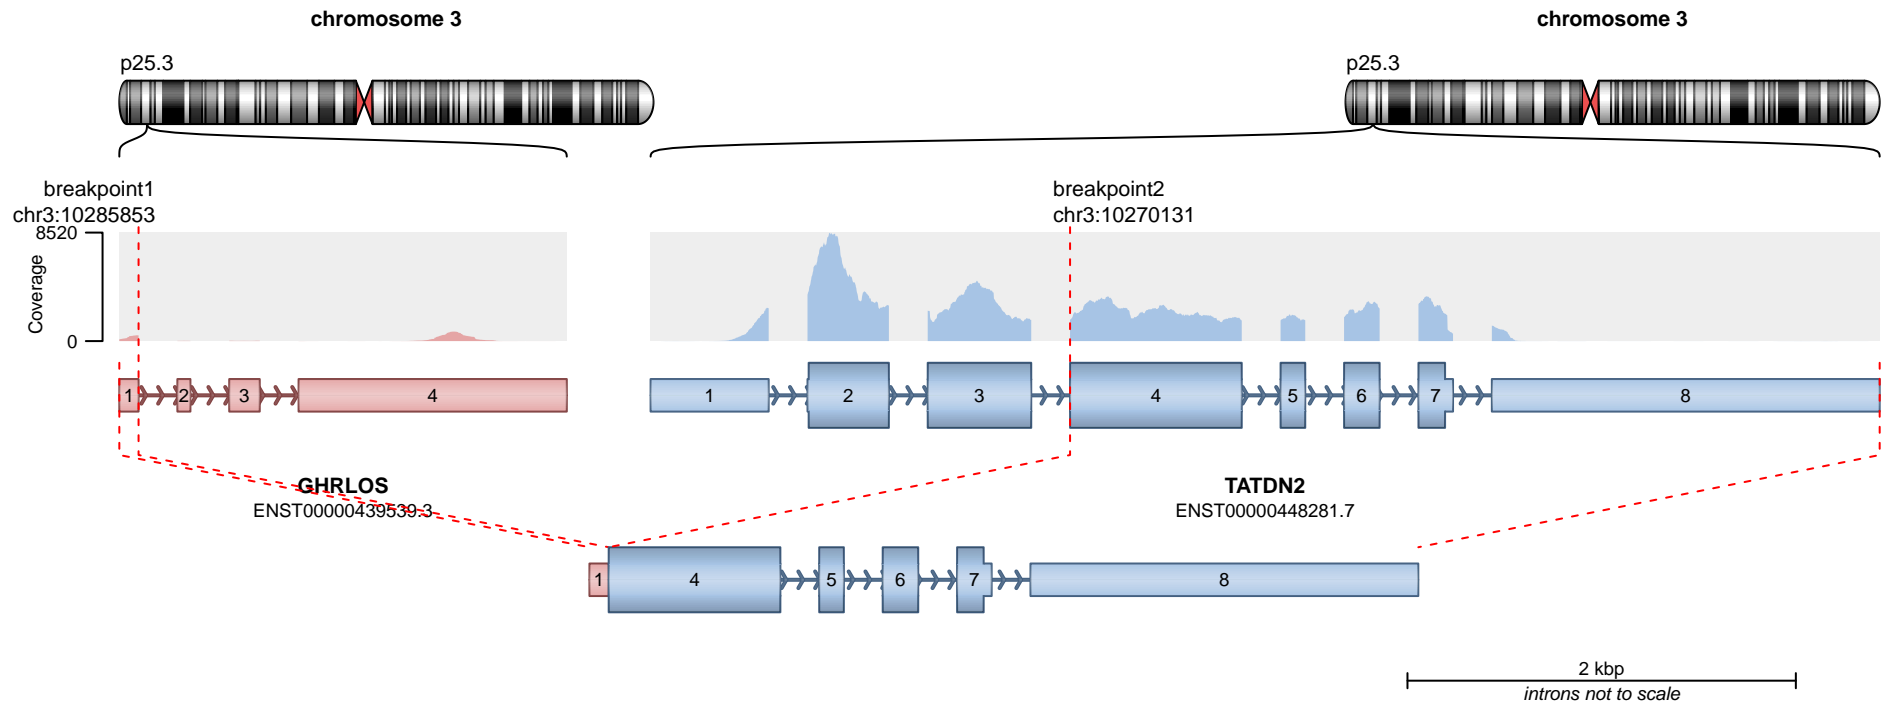 chromosome 3
chromosome 3
p25.3
p25.3
breakpoint1
chr3:10285853
breakpoint2
chr3:10270131
8520
Coverage
0
1 2 3 4
1 2 3 4 5 6 7 8
GHRLOS
ENST00000439539.3
TATDN2
ENST00000448281.7
1 4 5 6 7 8
2 kbp
introns not to scale